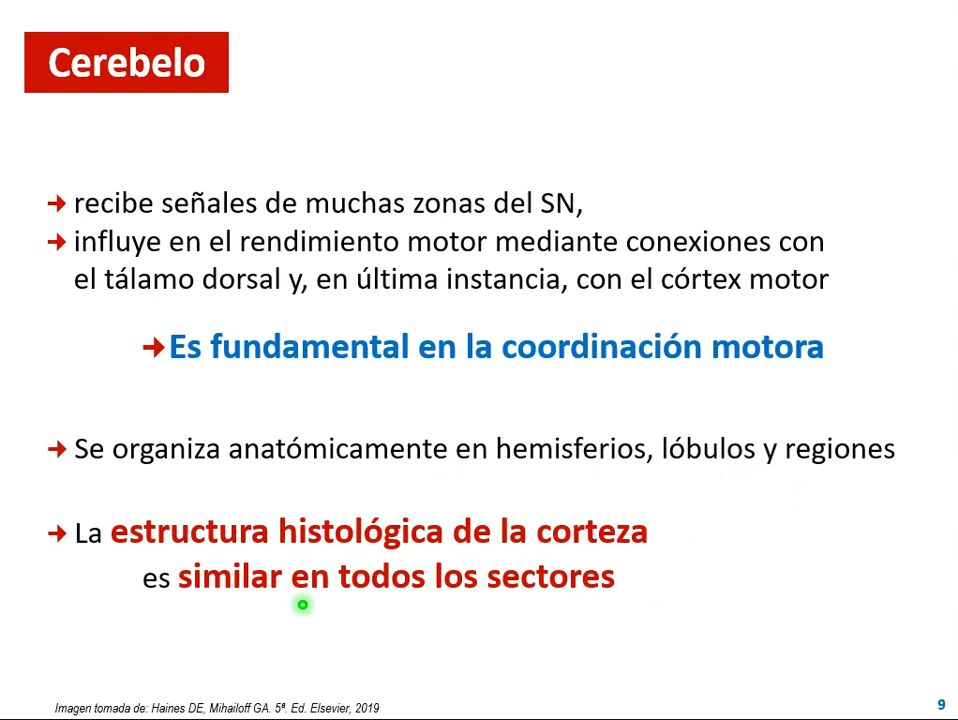 Cerebelo
recibe señales de muchas zonas del SN,
influye en el rendimiento motor mediante conexiones con
el tálamo dorsal y, en última instancia, con el córtex motor
Es fundamental en la coordinación motora
Se organiza anatómicamente en hemisferios, lóbulos y regiones
La estructura histológica de la corteza
es similar en todos los sectores
Imagen tomada de: Haines DE, Mihailoff GA. 5ª. Ed. Elsevier, 2019
9